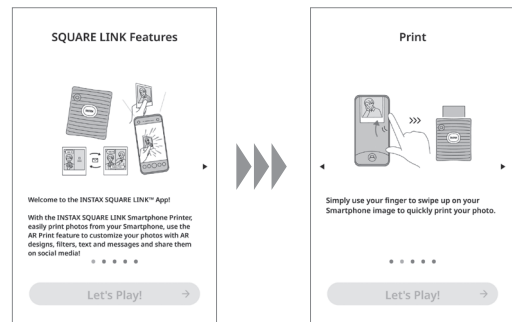 SQUARE LINK Features
Welcome to the INSTAX SQUARE LINK™ App!
With the INSTAX SQUARE LINK Smartphone Printer,
easily print photos from your Smartphone, use the
AR Print feature to customize your photos with AR
designs, filters, text and messages and share them
on social media!
Let's Play!
Print
Simply use your finger to swipe up on your
Smartphone image to quickly print your photo.
Let's Play!